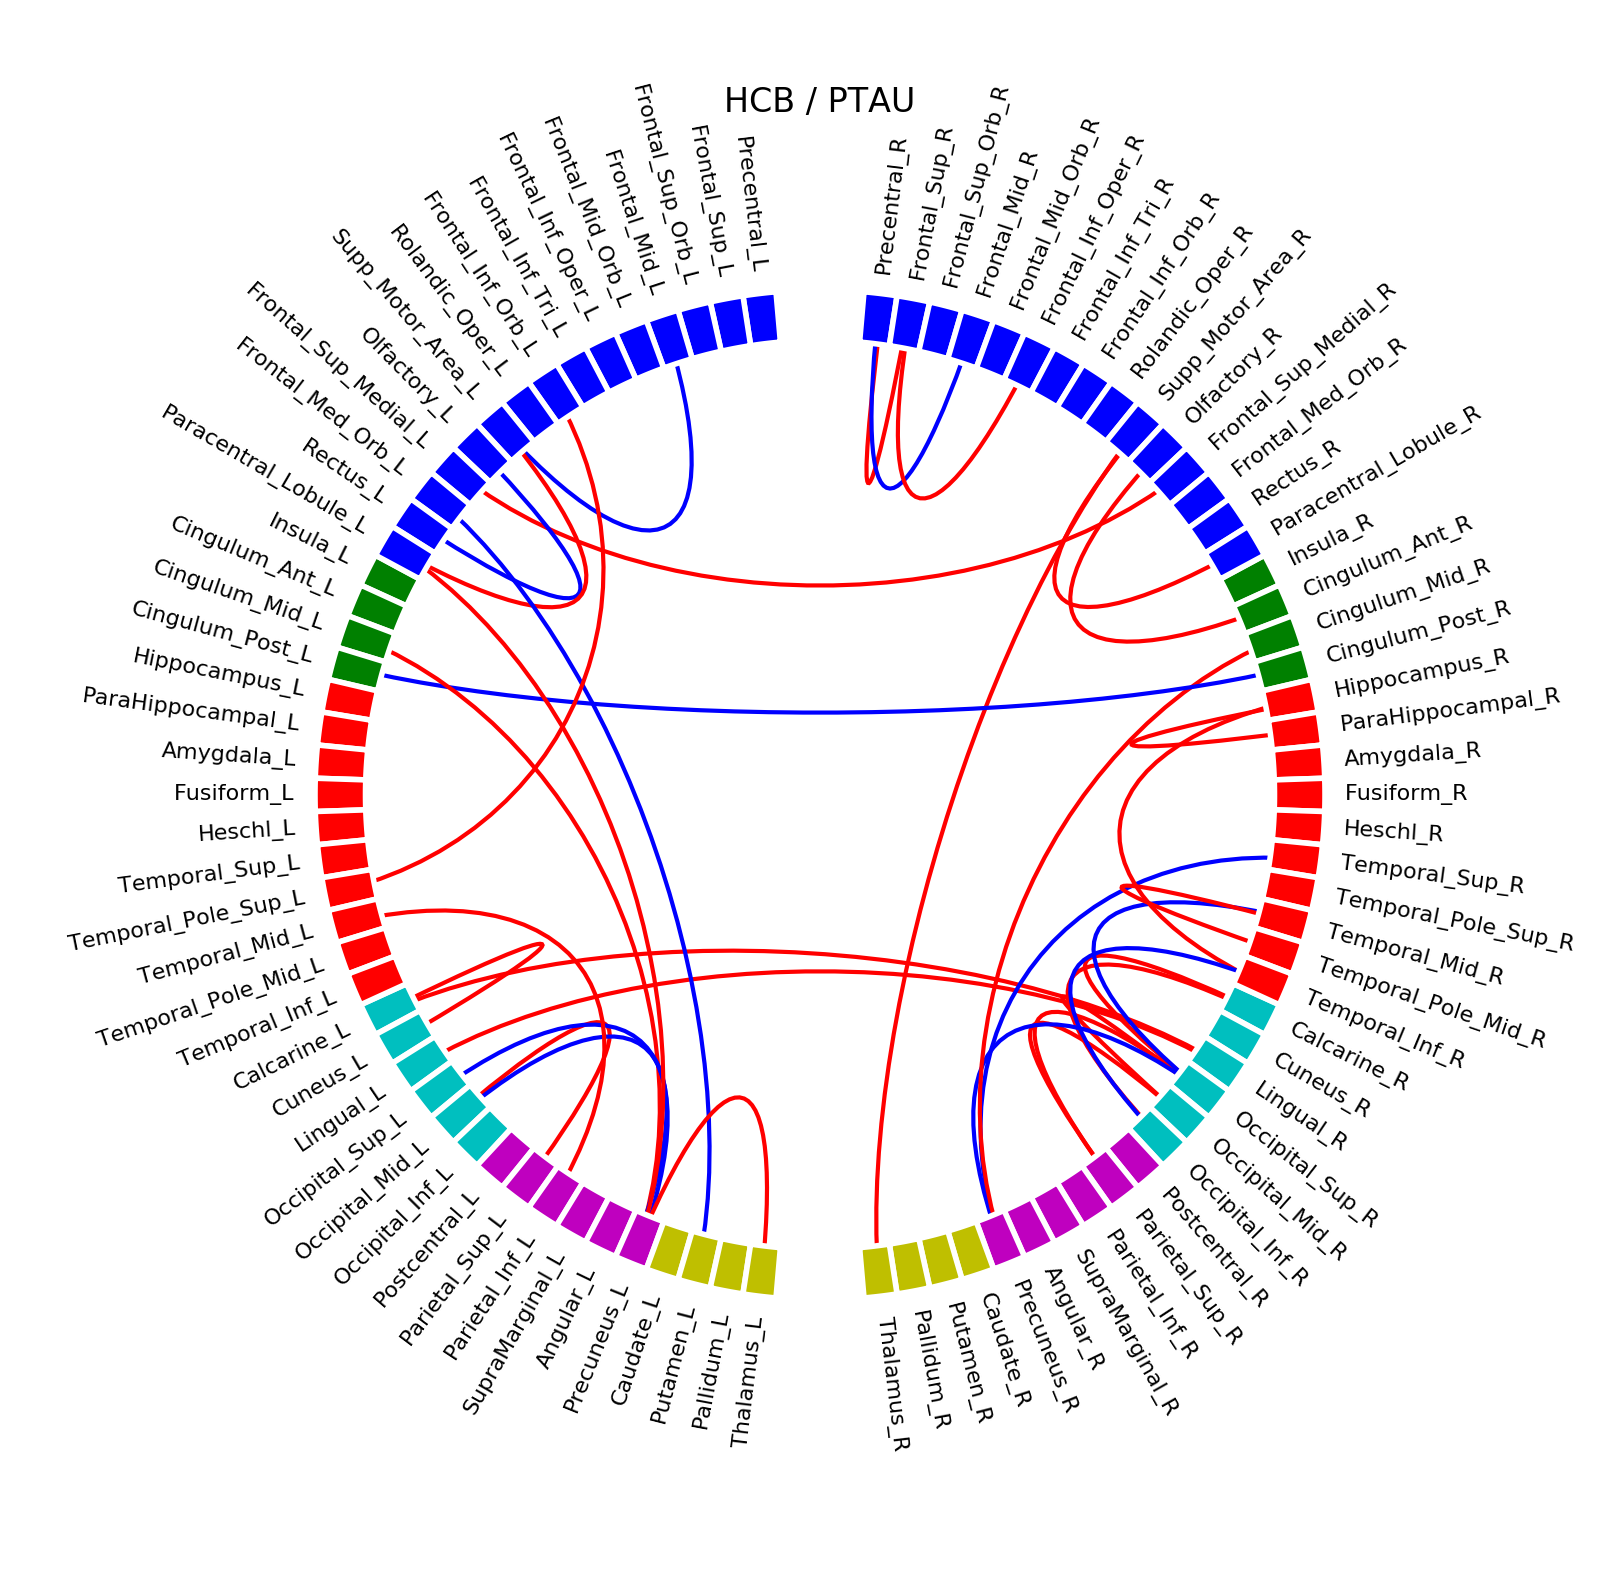 HCB / PTAU
Precentral_L
Frontal_Sup_L
Frontal_Sup_Orb_L
Frontal_Mid_L
Frontal_Mid_Orb_L
Frontal_Inf_Oper_L
Frontal_Inf_Tri_L
Frontal_Inf_Orb_L
Rolandic_Oper_L
Supp_Motor_Area_L
Olfactory_L
Frontal_Sup_Medial_L
Frontal_Med_Orb_L
Rectus_L
Paracentral_Lobule_L
Insula_L
Cingulum_Ant_L
Cingulum_Mid_L
Cingulum_Post_L
Hippocampus_L
ParaHippocampal_L
Amygdala_L
Fusiform_L
Heschl_L
Temporal_Sup_L
Temporal_Pole_Sup_L
Temporal_Mid_L
Temporal_Pole_Mid_L
Temporal_Inf_L
Calcarine_L
Cuneus_L
Lingual_L
Occipital_Sup_L
Occipital_Mid_L
Occipital_Inf_L
Postcentral_L
Parietal_Sup_L
Parietal_Inf_L
SupraMarginal_L
Angular_L
Precuneus_L
Caudate_L
Putamen_L
Pallidum_L
Thalamus_L
Precentral_R
Frontal_Sup_R
Frontal_Sup_Orb_R
Frontal_Mid_R
Frontal_Mid_Orb_R
Frontal_Inf_Oper_R
Frontal_Inf_Tri_R
Frontal_Inf_Orb_R
Rolandic_Oper_R
Supp_Motor_Area_R
Olfactory_R
Frontal_Sup_Medial_R
Frontal_Med_Orb_R
Rectus_R
Paracentral_Lobule_R
Insula_R
Cingulum_Ant_R
Cingulum_Mid_R
Cingulum_Post_R
Hippocampus_R
ParaHippocampal_R
Amygdala_R
Fusiform_R
Heschl_R
Temporal_Sup_R
Temporal_Pole_Sup_R
Temporal_Mid_R
Temporal_Pole_Mid_R
Temporal_Inf_R
Calcarine_R
Cuneus_R
Lingual_R
Occipital_Sup_R
Occipital_Mid_R
Occipital_Inf_R
Postcentral_R
Parietal_Sup_R
Parietal_Inf_R
SupraMarginal_R
Angular_R
Precuneus_R
Caudate_R
Putamen_R
Pallidum_R
Thalamus_R